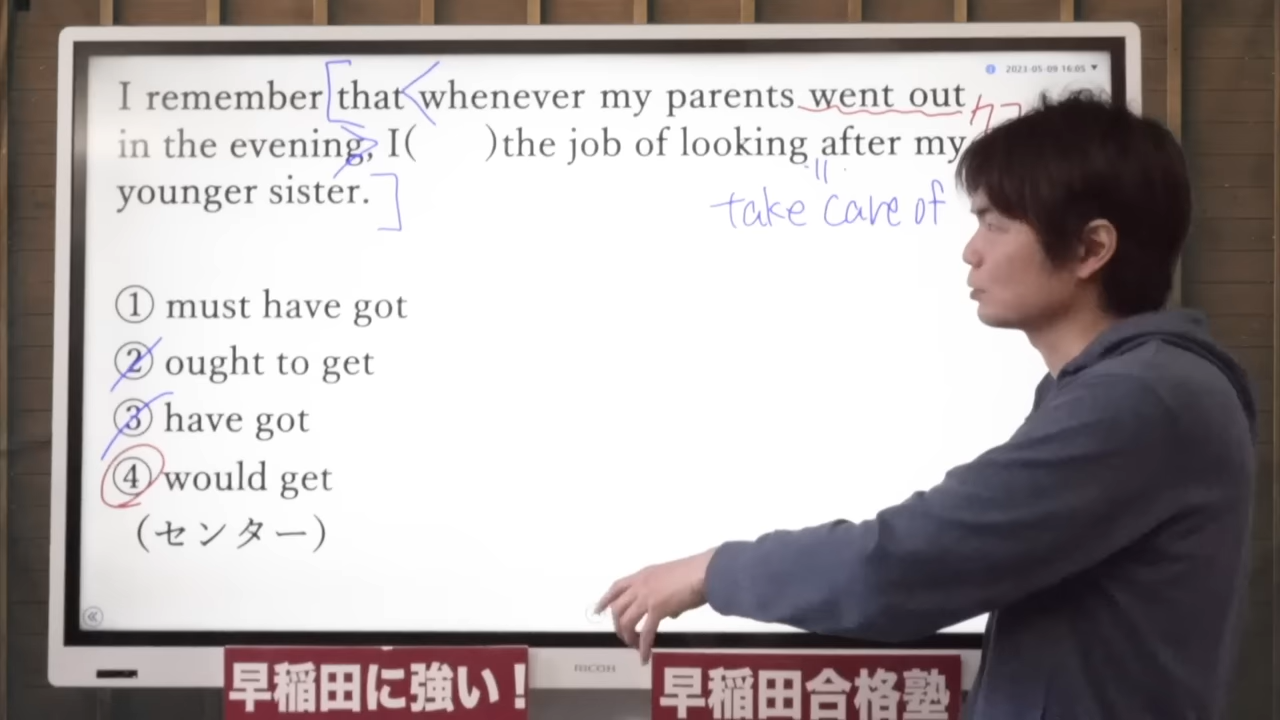 2023-05-09 16:05
I remember that whenever my parents went out
in the evening, I( )the job of looking after my
younger sister.
take care of
① must have got
② ought to get
③ have got
④ would get
(センター)
RICOH
早稲田に強い!
早稲田合格塾